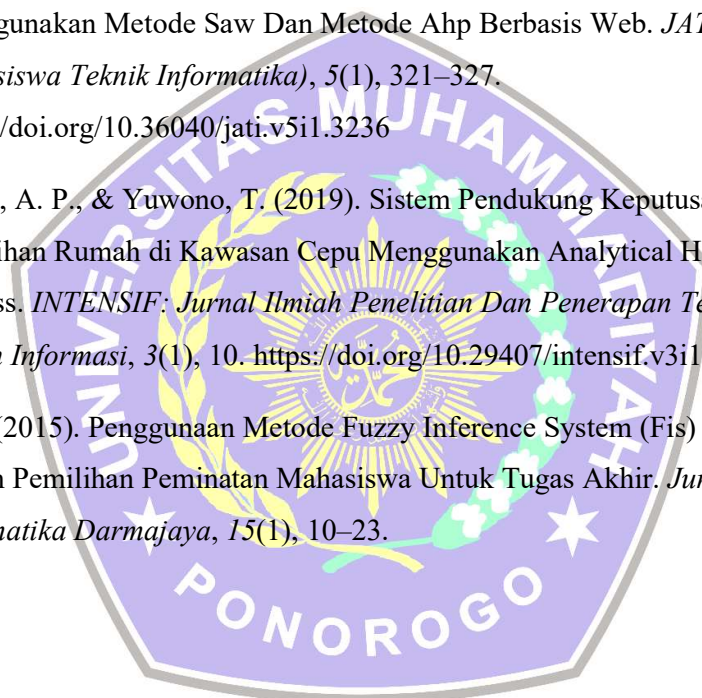 gunakan Metode Saw Dan Metode Ahp Berbasis Web. JAT
siswa Teknik Informatika), 5(1), 321–327.
/doi.org/10.36040/jati.v5i1.3236
, A. P., & Yuwono, T. (2019). Sistem Pendukung Keputusa
ihan Rumah di Kawasan Cepu Menggunakan Analytical H
ss. INTENSIF: Jurnal Ilmiah Penelitian Dan Penerapan Te
n Informasi, 3(1), 10. https://doi.org/10.29407/intensif.v3i1
(2015). Penggunaan Metode Fuzzy Inference System (Fis)
n Pemilihan Peminatan Mahasiswa Untuk Tugas Akhir. Jur
natika Darmajaya, 15(1), 10–23.
UNIVERSITAS MUHAMMADIYAH
PONOROGO